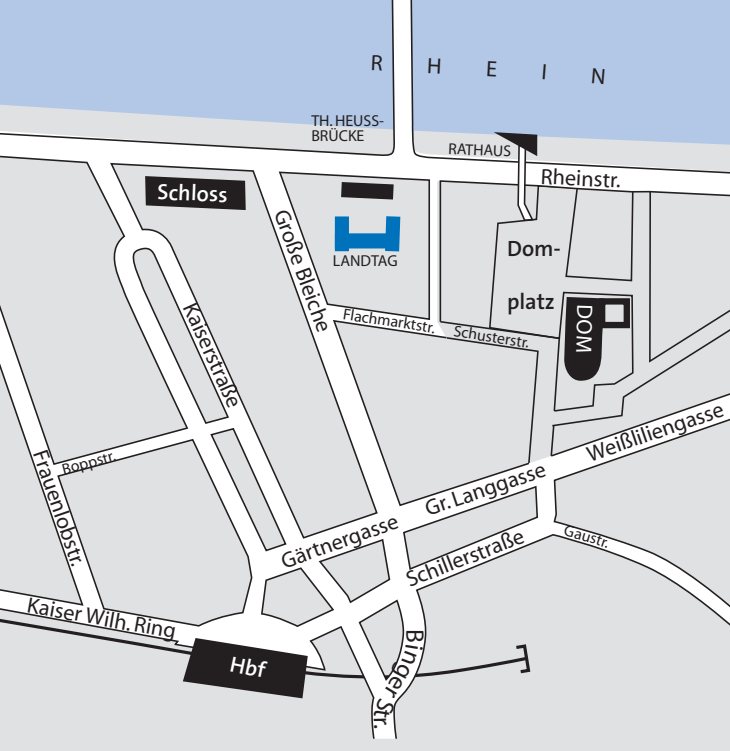 R H E I N
TH. HEUSS-
BRÜCKE
RATHAUS
Rheinstr.
Schloss
Große Bleiche
LANDTAG
Dom-
platz
DOM
Kaiserstraße
Flachmarktstr.
Schusterstr.
Frauenlobstr.
Boppstr.
Weißliliengasse
Gr. Langgasse
Gärtnergasse
Schillerstraße
Gaustr.
Kaiser Wilh. Ring
Hbf
Binger Str.